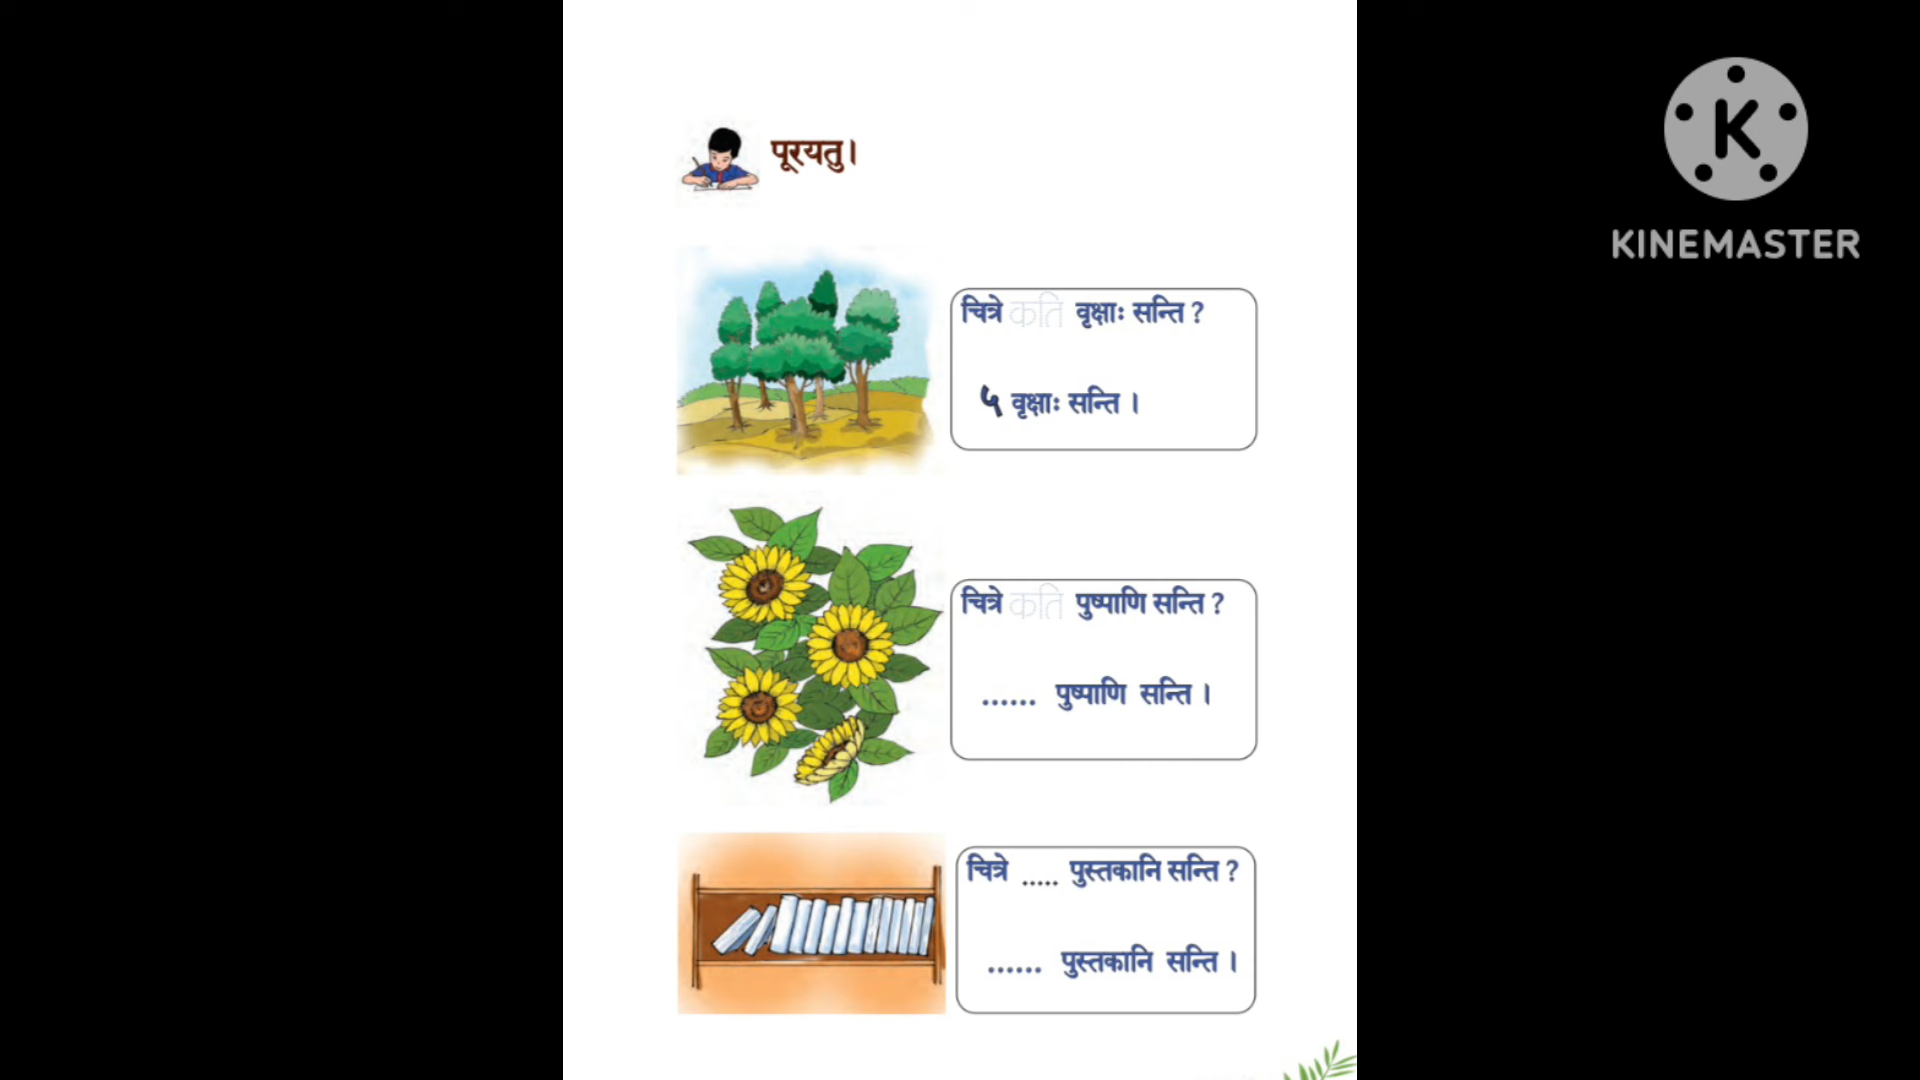 पूरयतु।
चित्रे कति वृक्षाः सन्ति ?
५ वृक्षाः सन्ति ।
चित्रे कति पुष्पाणि सन्ति ?
...... पुष्पाणि सन्ति ।
चित्रे ..... पुस्तकानि सन्ति ?
...... पुस्तकानि सन्ति ।
K
KINEMASTER